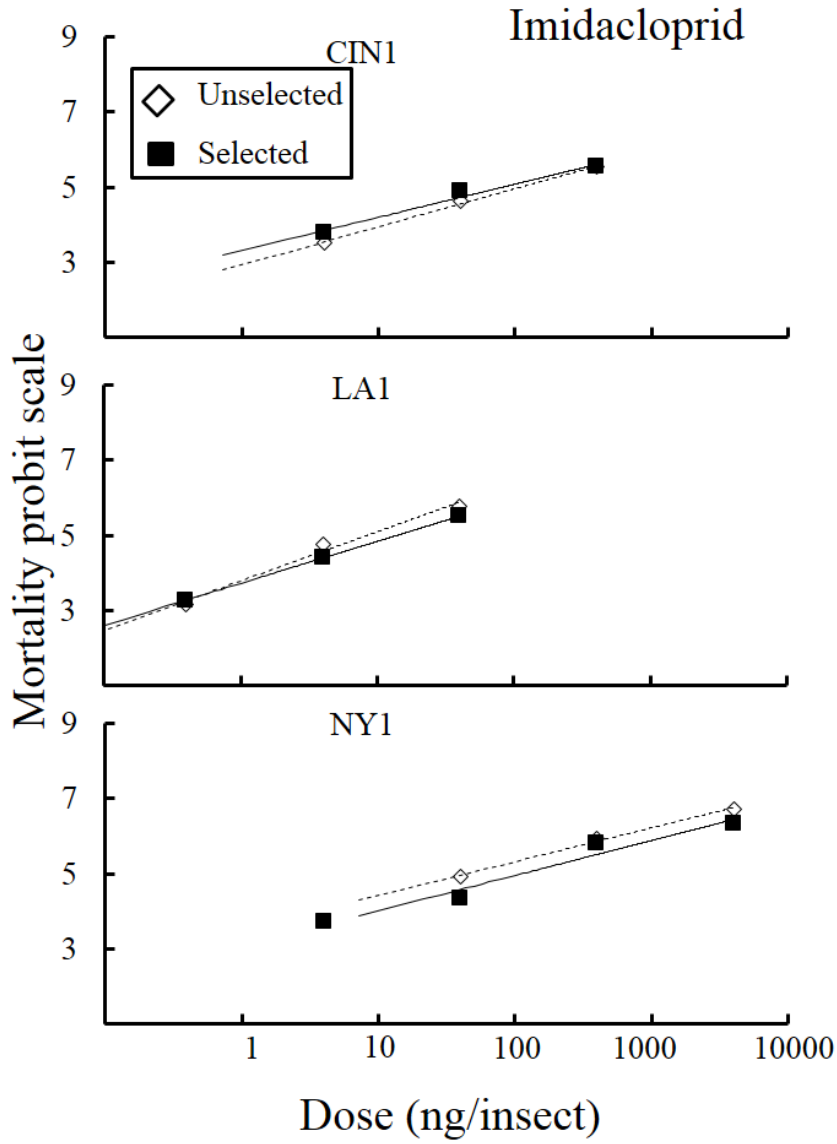 Imidacloprid
CIN1
Unselected
Selected
9
7
5
3
LA1
9
7
5
3
NY1
9
7
5
3
Mortality probit scale
1 10 100 1000 10000
Dose (ng/insect)